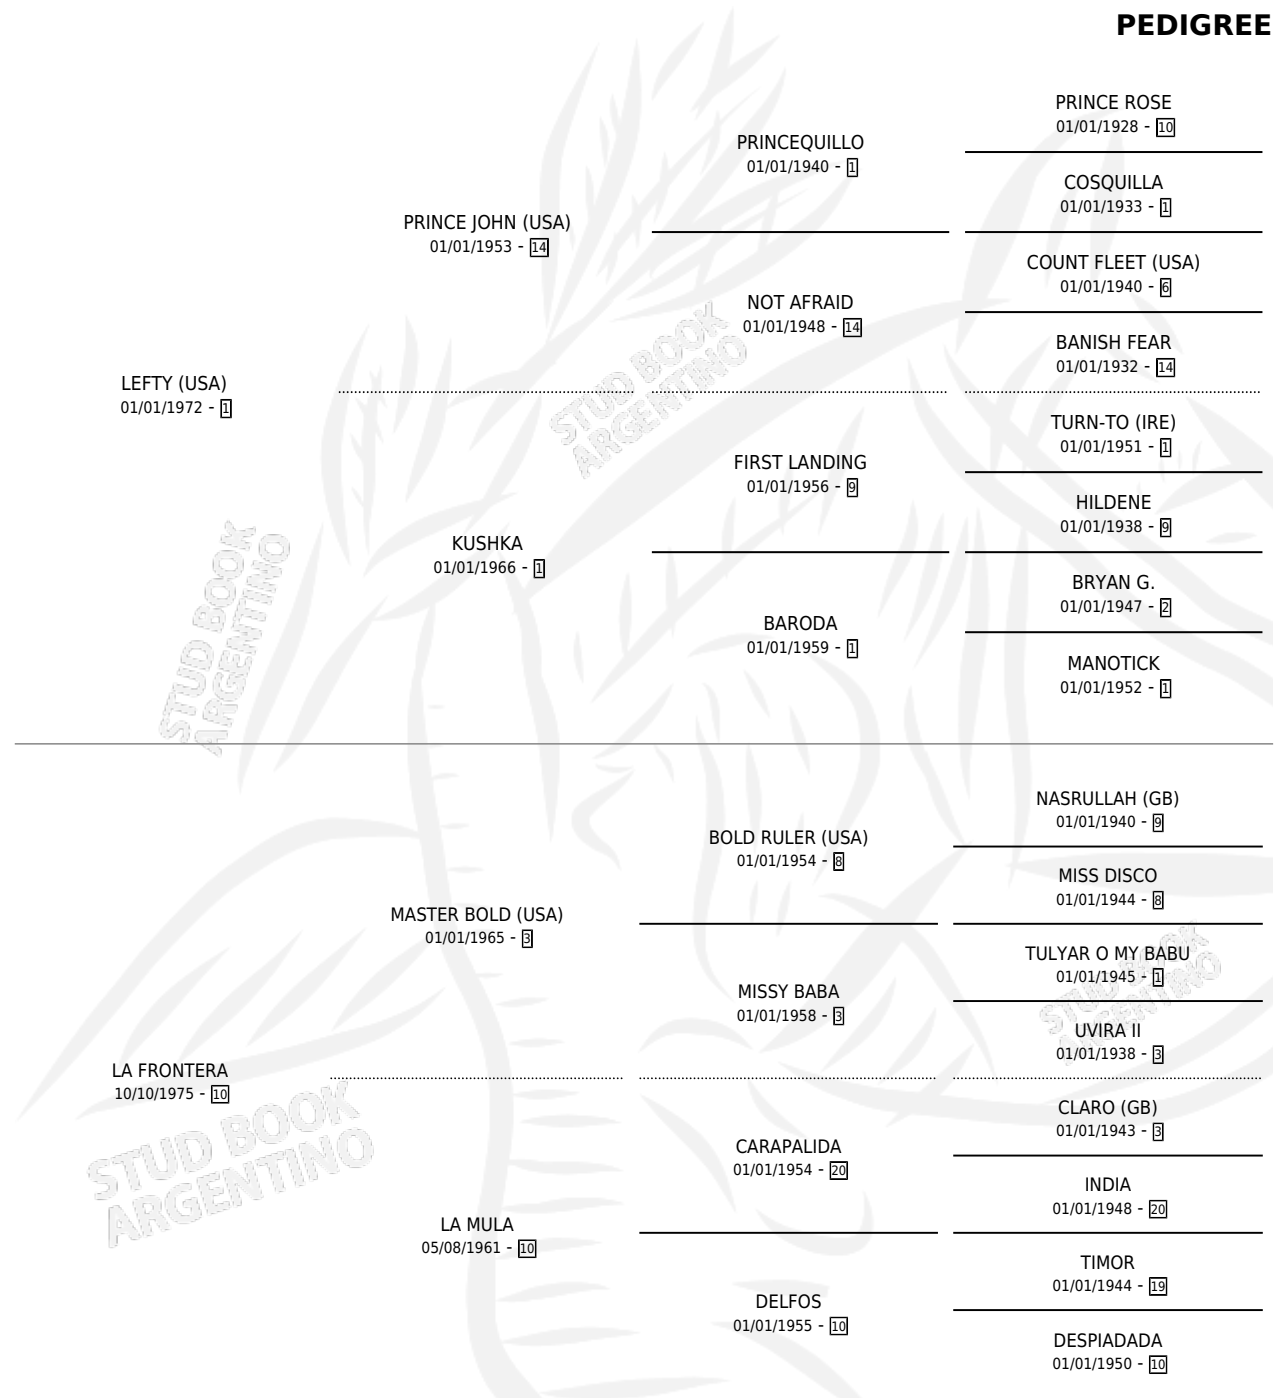 PEDIGREE
PRINCE ROSE
01/01/1928 - 10
PRINCEQUILLO
01/01/1940 - 1
COSQUILLA
01/01/1933 - 1
PRINCE JOHN (USA)
01/01/1953 - 14
COUNT FLEET (USA)
01/01/1940 - 6
NOT AFRAID
01/01/1948 - 14
BANISH FEAR
01/01/1932 - 14
LEFTY (USA)
01/01/1972 - 1
TURN-TO (IRE)
01/01/1951 - 1
FIRST LANDING
01/01/1956 - 9
HILDENE
01/01/1938 - 9
KUSHKA
01/01/1966 - 1
BRYAN G.
01/01/1947 - 2
BARODA
01/01/1959 - 1
MANOTICK
01/01/1952 - 1
NASRULLAH (GB)
01/01/1940 - 9
BOLD RULER (USA)
01/01/1954 - 8
MISS DISCO
01/01/1944 - 8
MASTER BOLD (USA)
01/01/1965 - 3
TULYAR O MY BABU
01/01/1945 - 1
MISSY BABA
01/01/1958 - 3
UVIRA II
01/01/1938 - 3
LA FRONTERA
10/10/1975 - 10
CLARO (GB)
01/01/1943 - 3
CARAPALIDA
01/01/1954 - 20
INDIA
01/01/1948 - 20
LA MULA
05/08/1961 - 10
TIMOR
01/01/1944 - 19
DELFOS
01/01/1955 - 10
DESPIADADA
01/01/1950 - 10
STUD BOOK
ARGENTINO
STUD BOOK
ARGENTINO
STUD BOOK
ARGENTINO
STUD BOOK
ARGENTINO